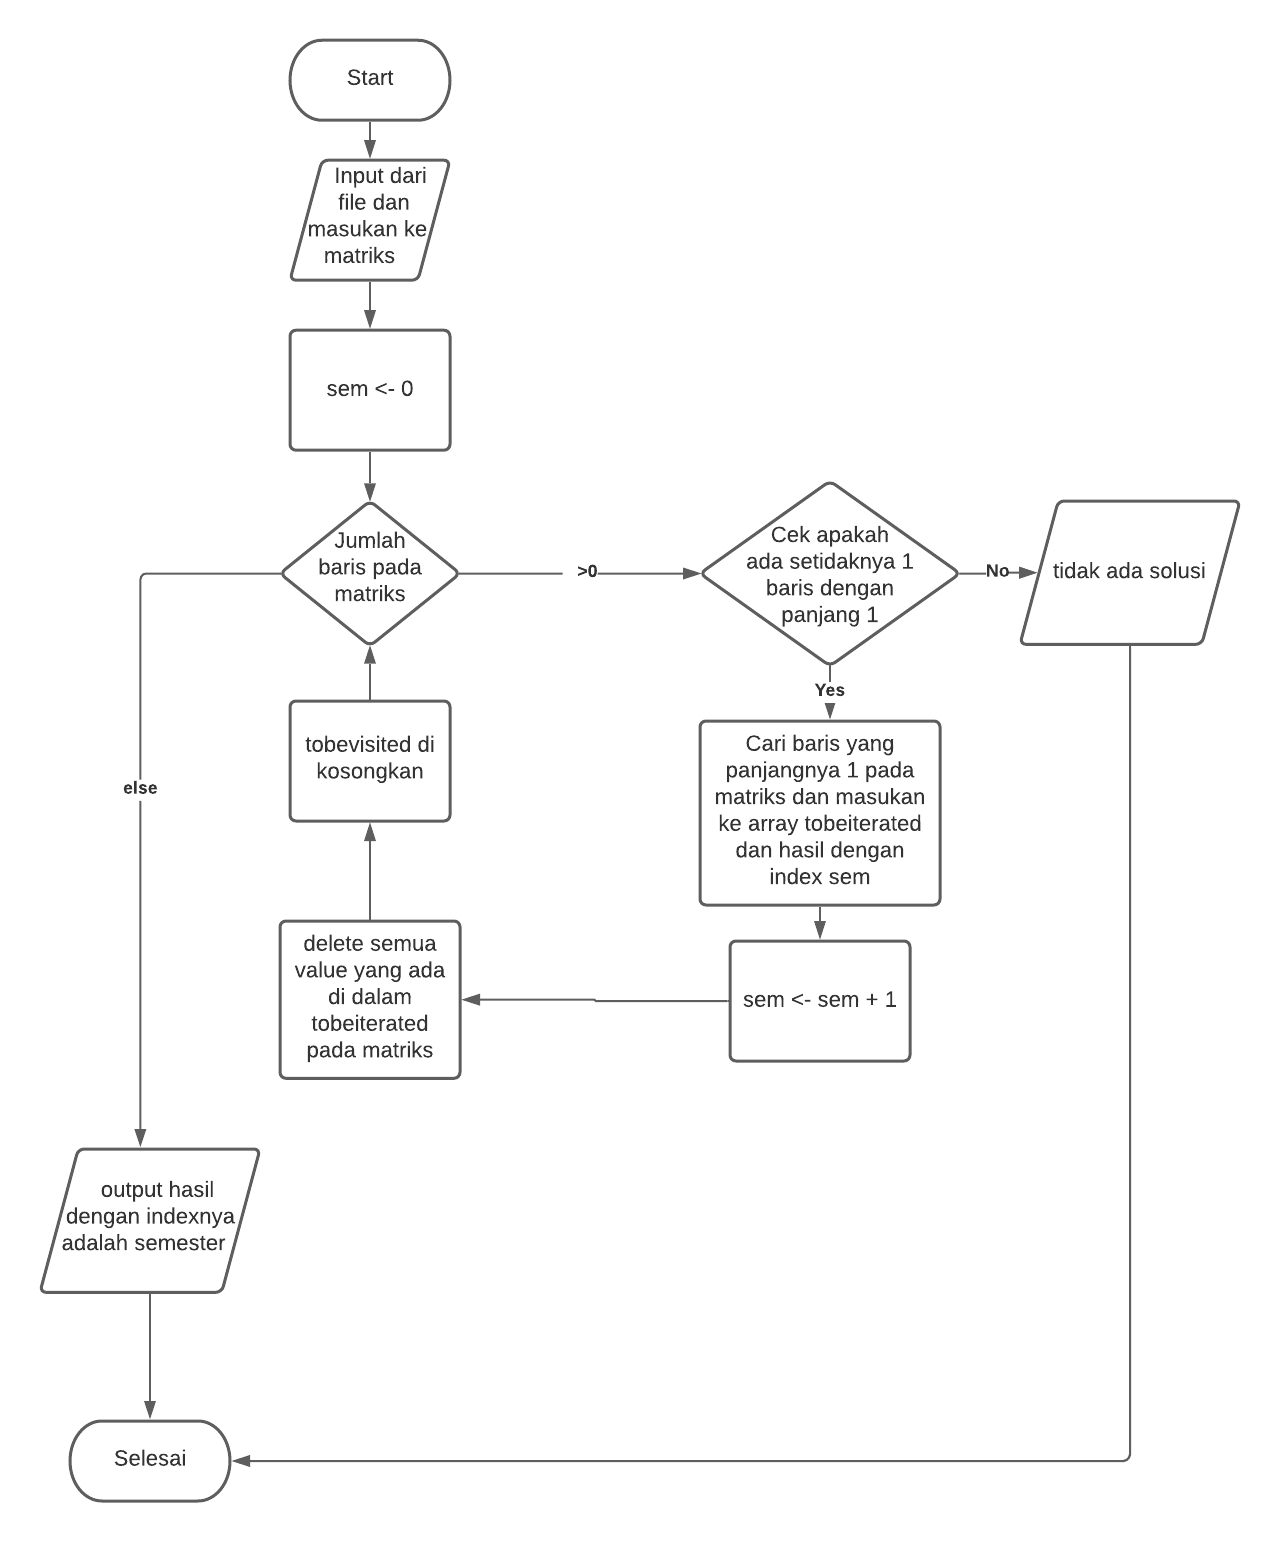 Start
Input dari
file dan
masukan ke
matriks
sem <- 0
Jumlah
baris pada
matriks
>0
Cek apakah
ada setidaknya 1
baris dengan
panjang 1
No
tidak ada solusi
Yes
Cari baris yang
panjangnya 1 pada
matriks dan masukan
ke array tobeiterated
dan hasil dengan
index sem
sem <- sem + 1
delete semua
value yang ada
di dalam
tobeiterated
pada matriks
tobevisited di
kosongkan
else
output hasil
dengan indexnya
adalah semester
Selesai